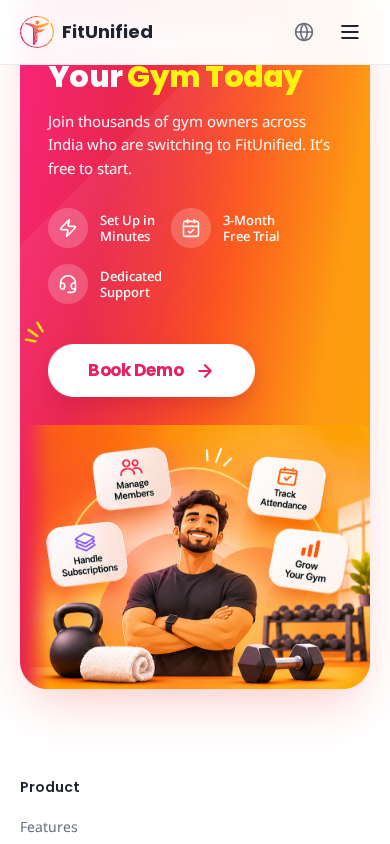 FitUnified
Your Gym Today
Join thousands of gym owners across
India who are switching to FitUnified. It’s
free to start.
Set Up in
Minutes
3-Month
Free Trial
Dedicated
Support
Book Demo
Manage
Members
Track
Attendance
Handle
Subscriptions
Grow
Your Gym
Product
Features